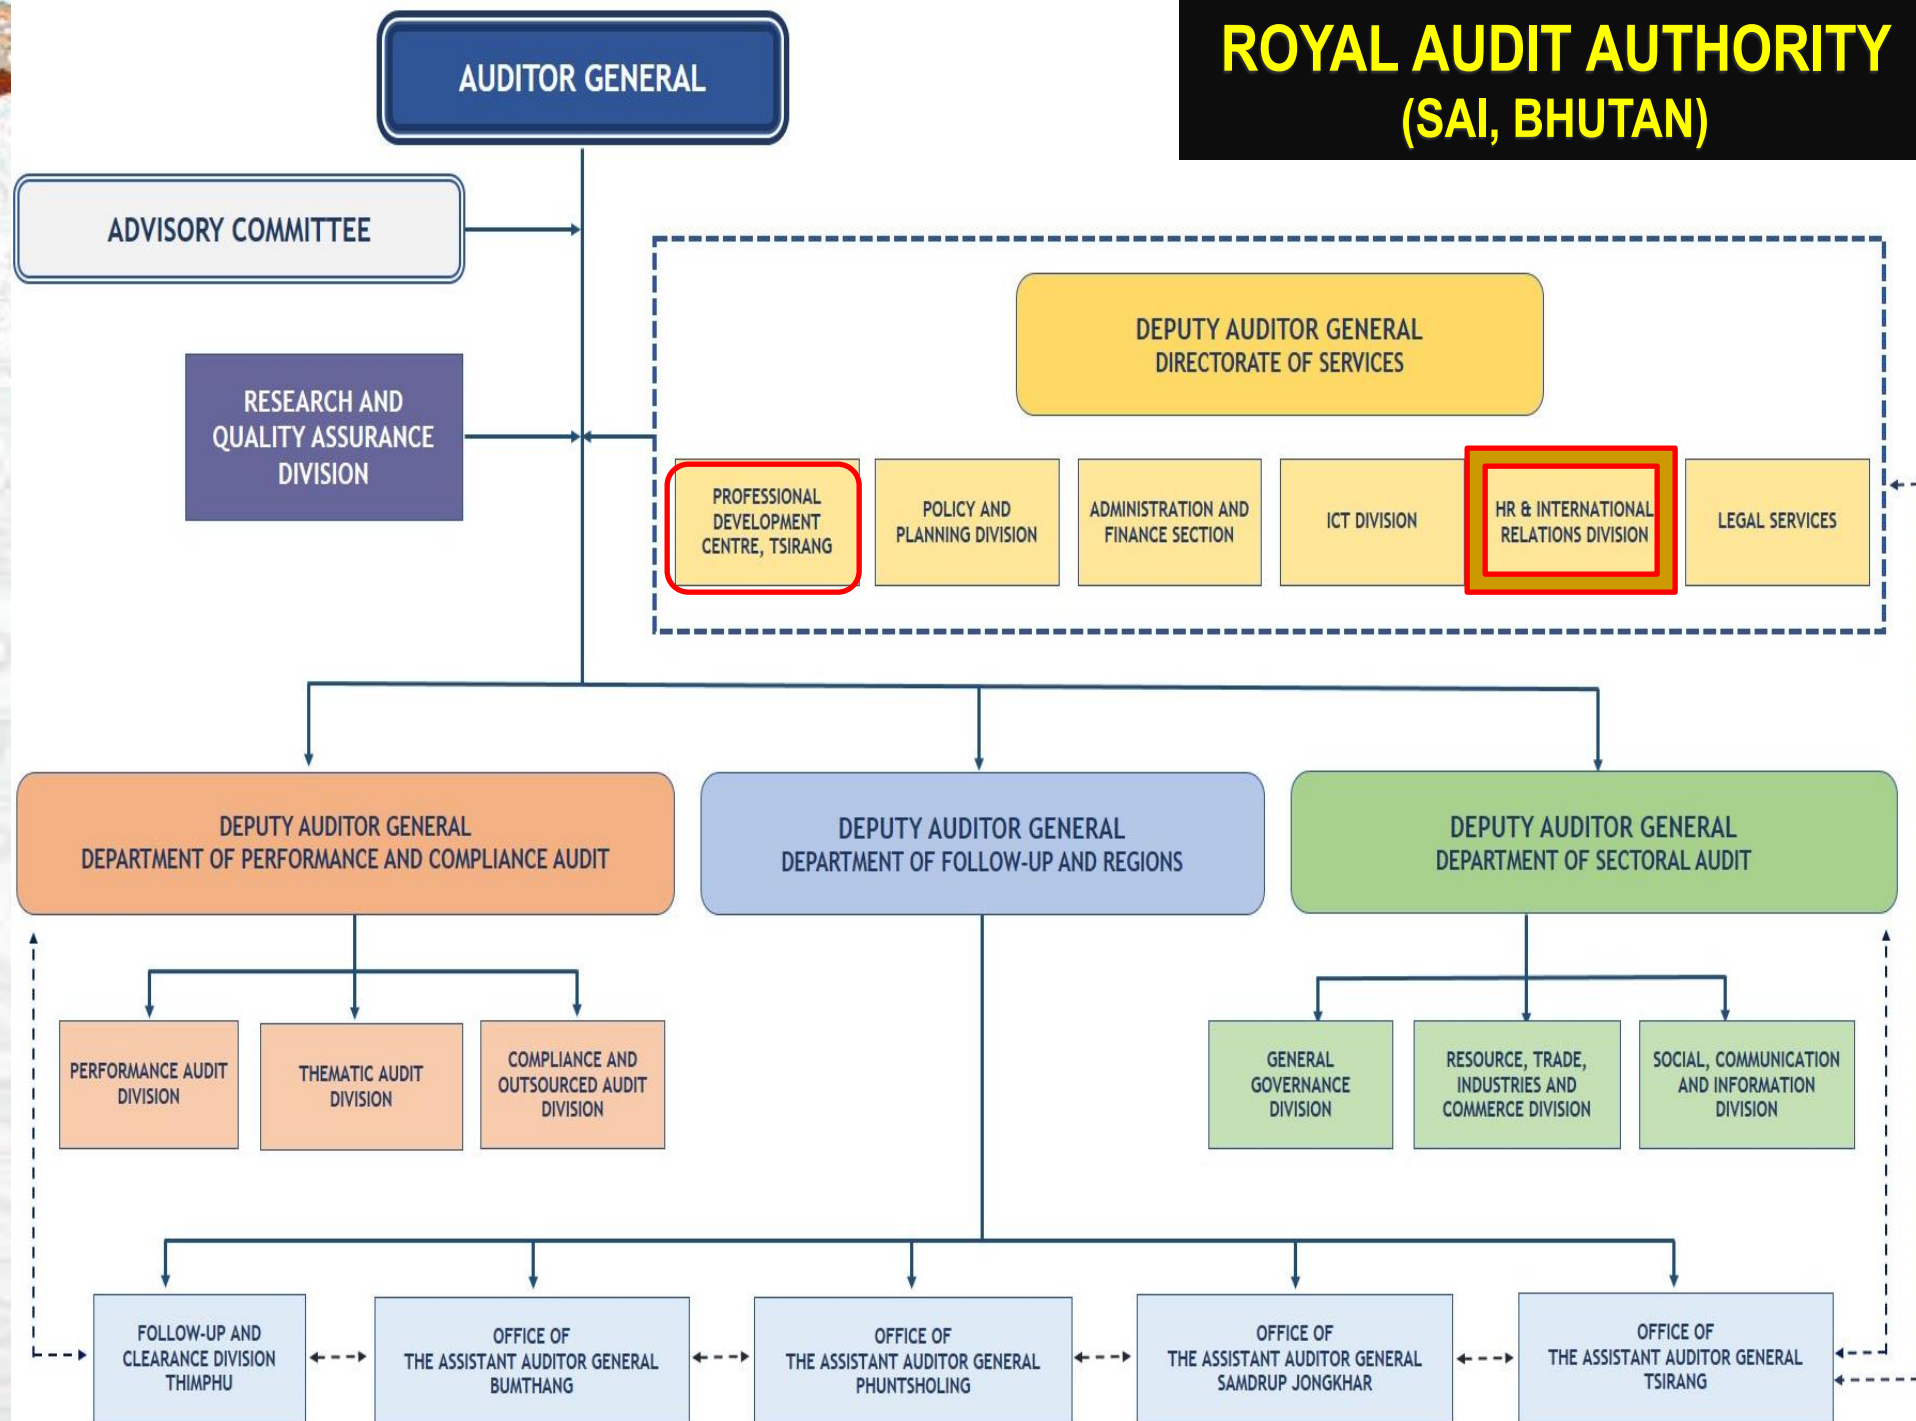 ROYAL AUDIT AUTHORITY
(SAI, BHUTAN)
AUDITOR GENERAL
ADVISORY COMMITTEE
RESEARCH AND
QUALITY ASSURANCE
DIVISION
DEPUTY AUDITOR GENERAL
DIRECTORATE OF SERVICES
PROFESSIONAL
DEVELOPMENT
CENTRE, TSIRANG
POLICY AND
PLANNING DIVISION
ADMINISTRATION AND
FINANCE SECTION
ICT DIVISION
HR & INTERNATIONAL
RELATIONS DIVISION
LEGAL SERVICES
DEPUTY AUDITOR GENERAL
DEPARTMENT OF PERFORMANCE AND COMPLIANCE AUDIT
DEPUTY AUDITOR GENERAL
DEPARTMENT OF FOLLOW-UP AND REGIONS
DEPUTY AUDITOR GENERAL
DEPARTMENT OF SECTORAL AUDIT
PERFORMANCE AUDIT
DIVISION
THEMATIC AUDIT
DIVISION
COMPLIANCE AND
OUTSOURCED AUDIT
DIVISION
GENERAL
GOVERNANCE
DIVISION
RESOURCE, TRADE,
INDUSTRIES AND
COMMERCE DIVISION
SOCIAL, COMMUNICATION
AND INFORMATION
DIVISION
FOLLOW-UP AND
CLEARANCE DIVISION
THIMPHU
OFFICE OF
THE ASSISTANT AUDITOR GENERAL
BUMTHANG
OFFICE OF
THE ASSISTANT AUDITOR GENERAL
PHUNTSHOLING
OFFICE OF
THE ASSISTANT AUDITOR GENERAL
SAMDRUP JONGKHAR
OFFICE OF
THE ASSISTANT AUDITOR GENERAL
TSIRANG